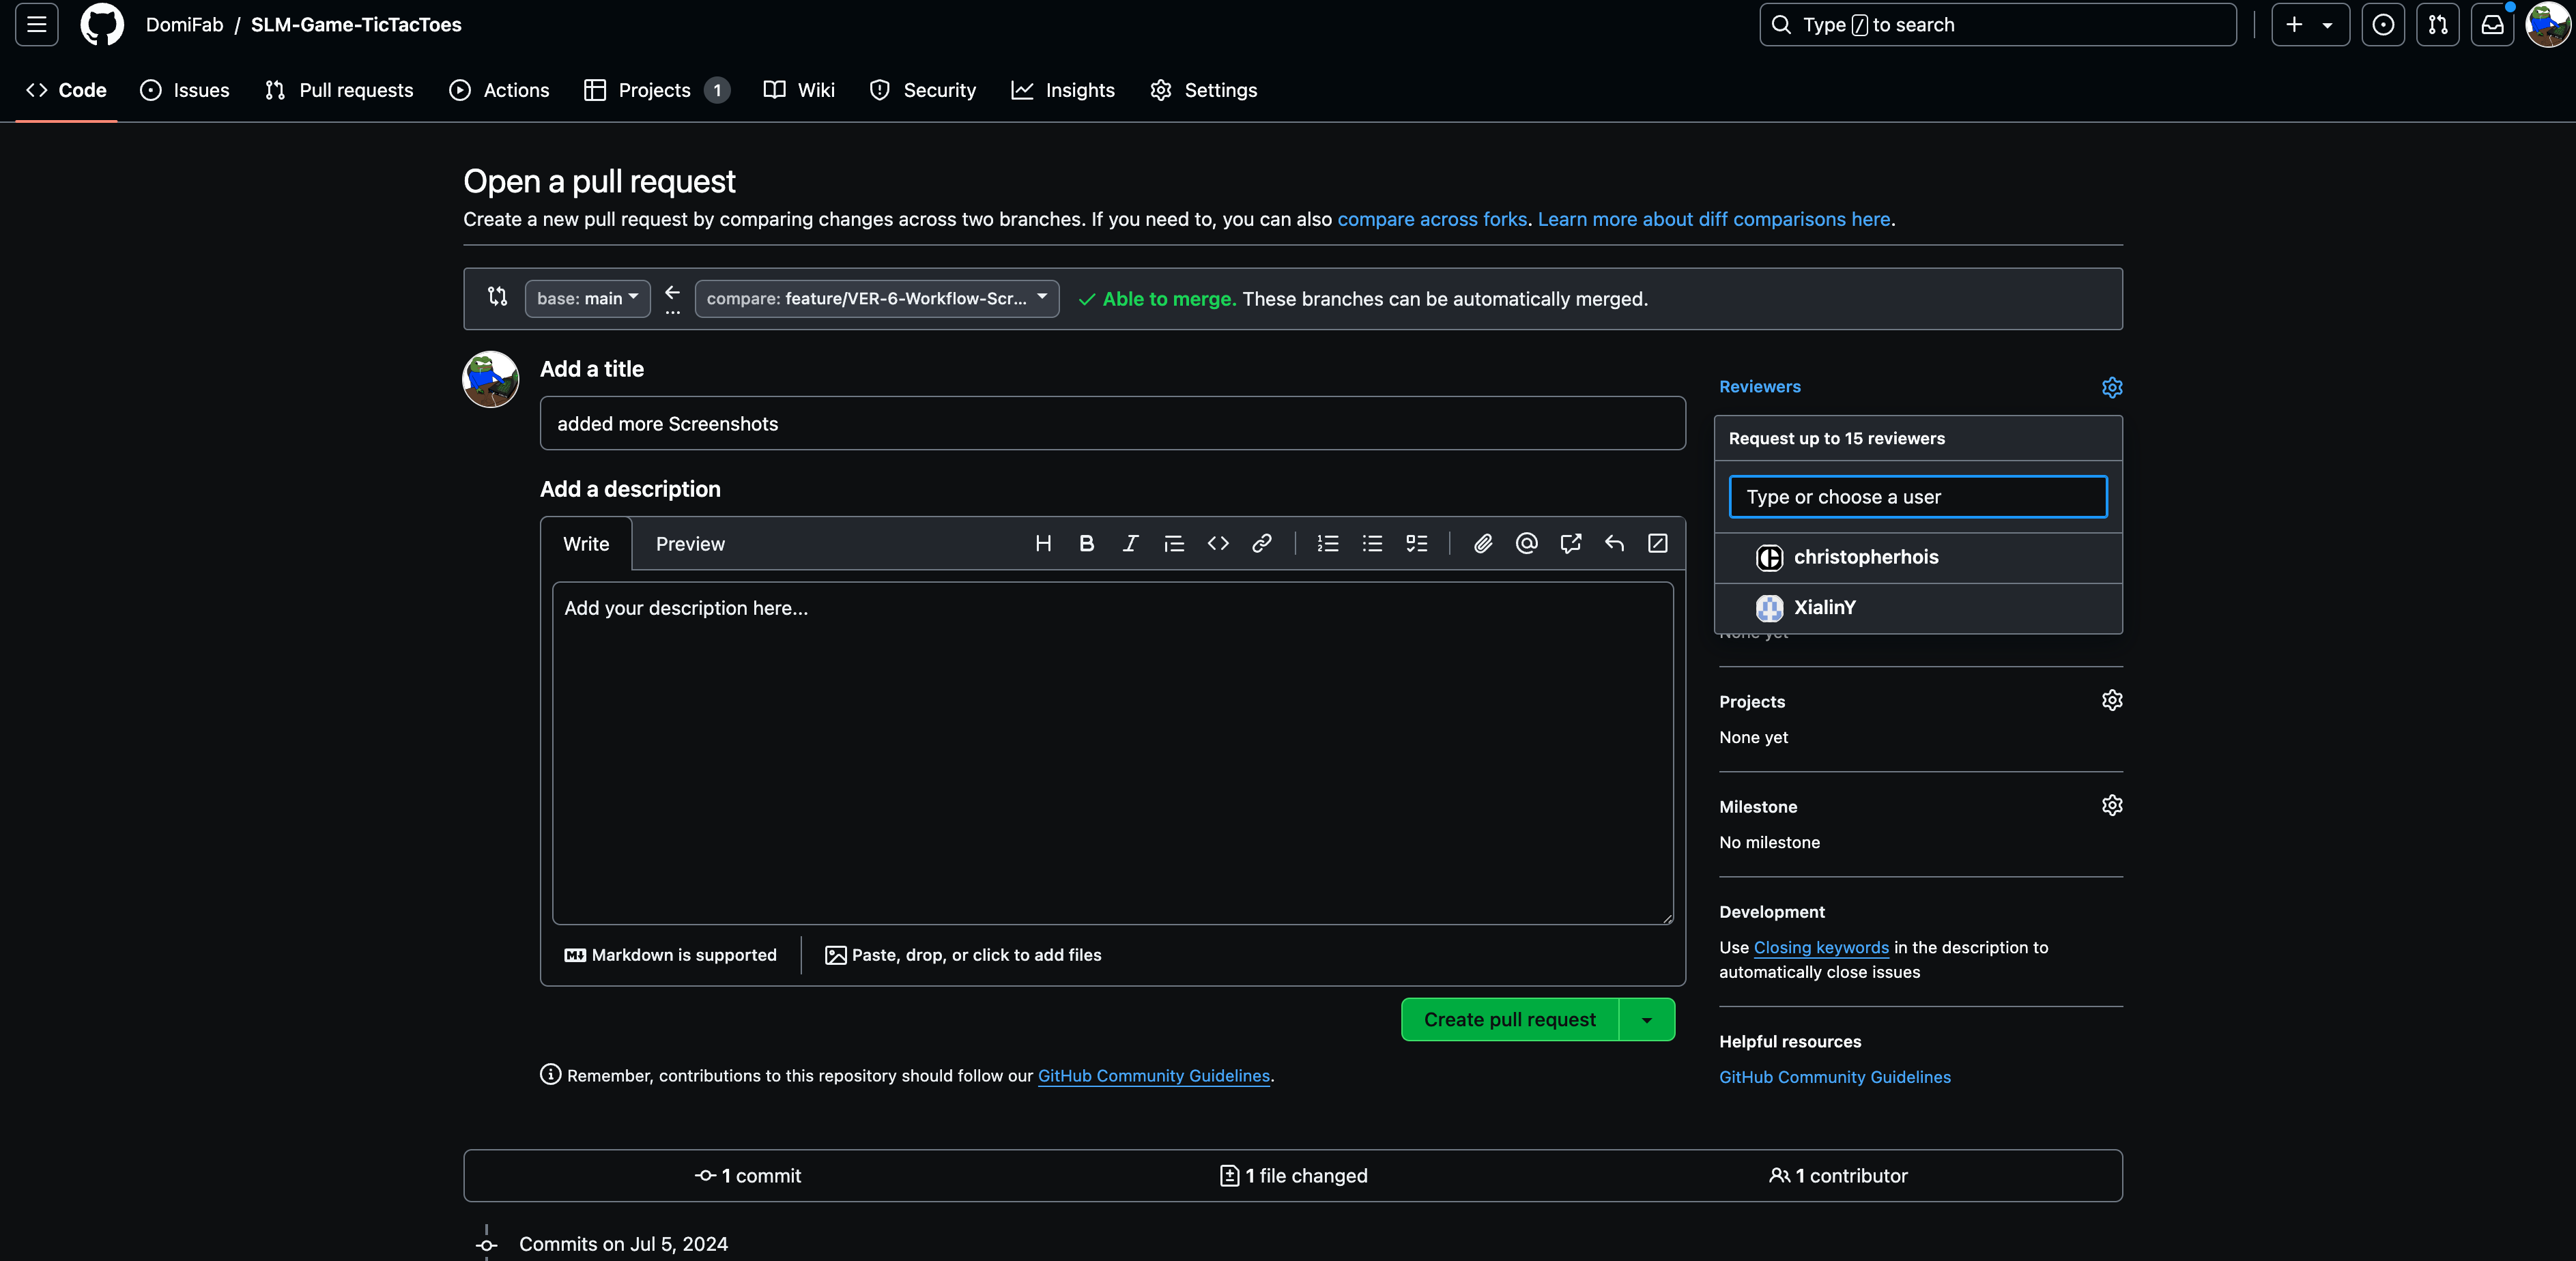 DomiFab / SLM-Game-TicTacToes
Type / to search
Code
Issues
Pull requests
Actions
Projects 1
Wiki
Security
Insights
Settings
Open a pull request
Create a new pull request by comparing changes across two branches. If you need to, you can also compare across forks. Learn more about diff comparisons here.
base: main
compare: feature/VER-6-Workflow-Scr...
Able to merge. These branches can be automatically merged.
Add a title
added more Screenshots
Add a description
Write
Preview
Add your description here...
Markdown is supported
Paste, drop, or click to add files
Create pull request
Remember, contributions to this repository should follow our GitHub Community Guidelines.
Reviewers
Request up to 15 reviewers
Type or choose a user
christopherhois
XialinY
None yet
Projects
None yet
Milestone
No milestone
Development
Use Closing keywords in the description to
automatically close issues
Helpful resources
GitHub Community Guidelines
1 commit
1 file changed
1 contributor
Commits on Jul 5, 2024